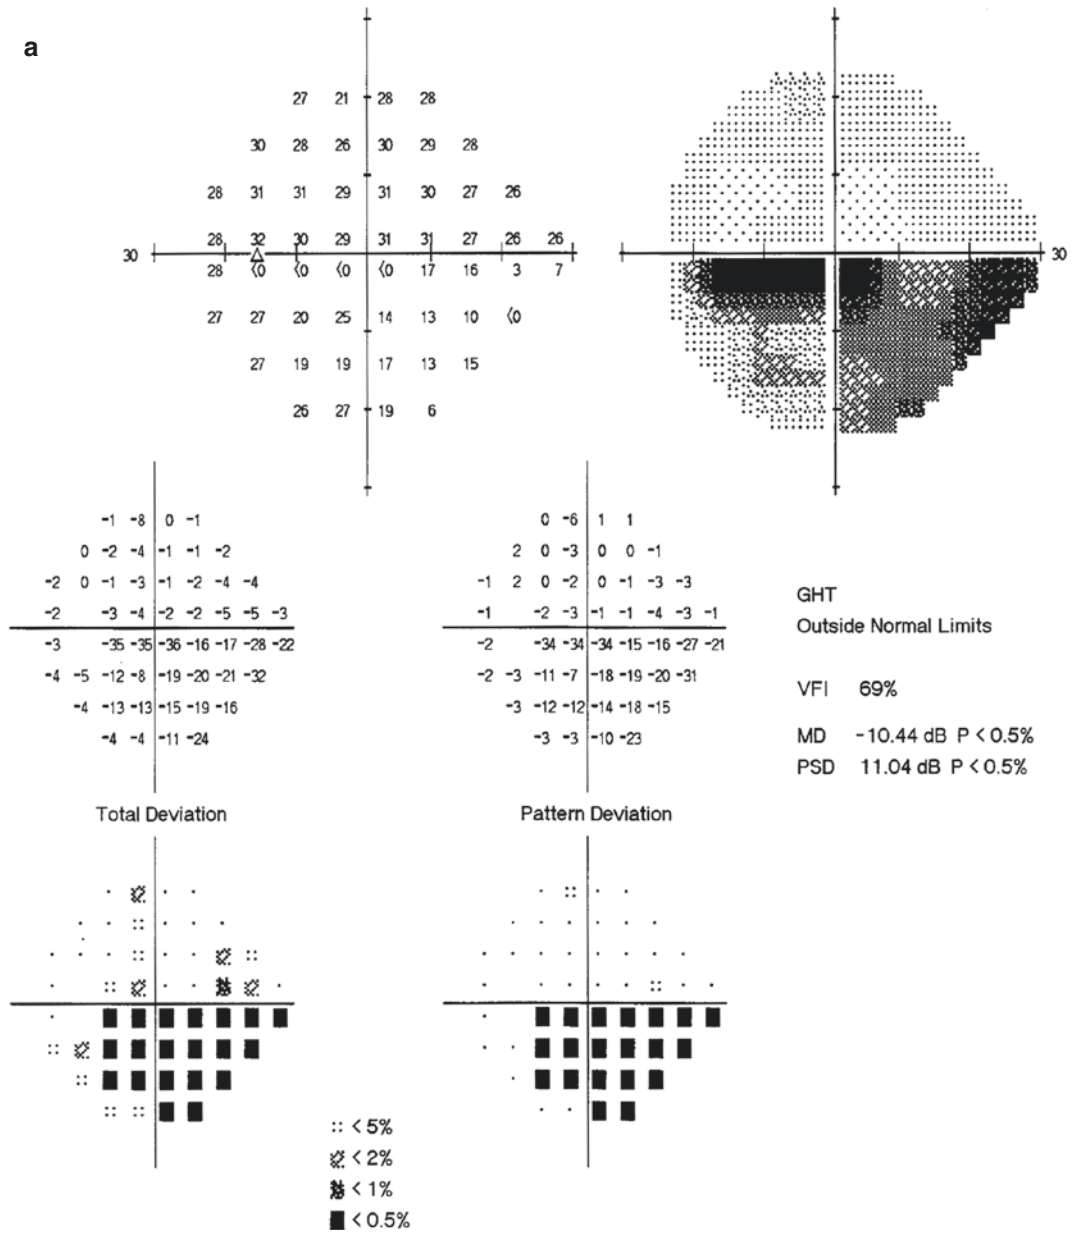 a
27 21 28 28
30 28 26 30 29 28
28 31 31 29 31 30 27 26
28 32 30 29 31 31 27 26 26
30 30
28 <0 <0 <0 <0 17 16 3 7
27 27 20 25 14 13 10 <0
27 19 19 17 13 15
26 27 19 6
-1 -8 0 -1
0 -2 -4 -1 -1 -2
-2 0 -1 -3 -1 -2 -4 -4
-2 -3 -4 -2 -2 -5 -5 -3
-3 -35 -35 -36 -16 -17 -28 -22
-4 -5 -12 -8 -19 -20 -21 -32
-4 -13 -13 -15 -19 -16
-4 -4 -11 -24
Total Deviation
0 -6 1 1
2 0 -3 0 0 -1
-1 2 0 -2 0 -1 -3 -3
-1 -2 -3 -1 -1 -4 -3 -1
-2 -34 -34 -34 -15 -16 -27 -21
-2 -3 -11 -7 -18 -19 -20 -31
-3 -12 -12 -14 -18 -15
-3 -3 -10 -23
Pattern Deviation
GHT
Outside Normal Limits
VFI 69%
MD -10.44 dB P < 0.5%
PSD 11.04 dB P < 0.5%
< 5%
< 2%
< 1%
< 0.5%